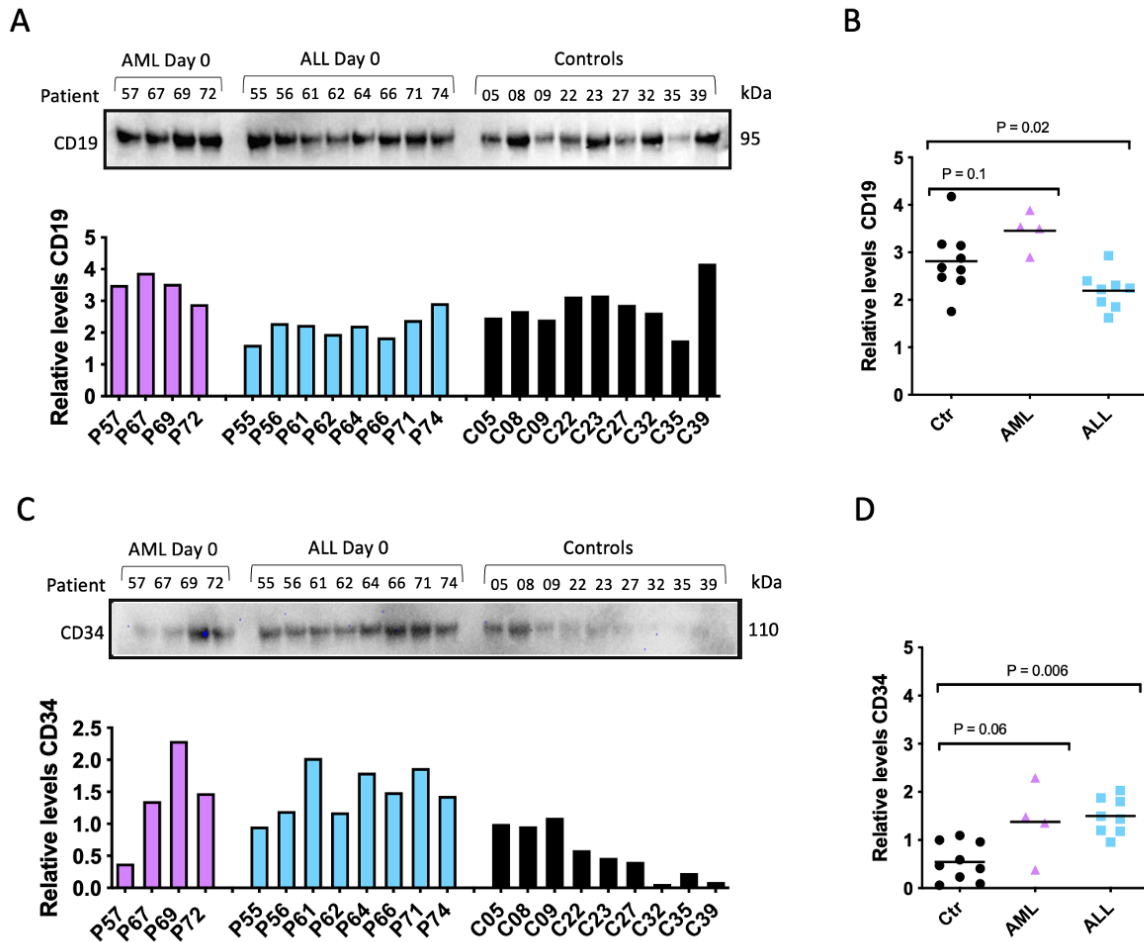 A
AML Day 0 ALL Day 0 Controls
Patient 57 67 69 72 55 56 61 62 64 66 71 74 05 08 09 22 23 27 32 35 39 kDa
CD19 95
Relative levels CD19
5
4
3
2
1
0
P57 P67 P69 P72 P55 P56 P61 P62 P64 P66 P71 P74 C05 C08 C09 C22 C23 C27 C32 C35 C39
B
P = 0.02
P = 0.1
Relative levels CD19
5
4
3
2
1
0
Ctr AML ALL
C
AML Day 0 ALL Day 0 Controls
Patient 57 67 69 72 55 56 61 62 64 66 71 74 05 08 09 22 23 27 32 35 39 kDa
CD34 110
Relative levels CD34
2.5
2.0
1.5
1.0
0.5
0.0
P57 P67 P69 P72 P55 P56 P61 P62 P64 P66 P71 P74 C05 C08 C09 C22 C23 C27 C32 C35 C39
D
P = 0.006
P = 0.06
Relative levels CD34
5
4
3
2
1
0
Ctr AML ALL